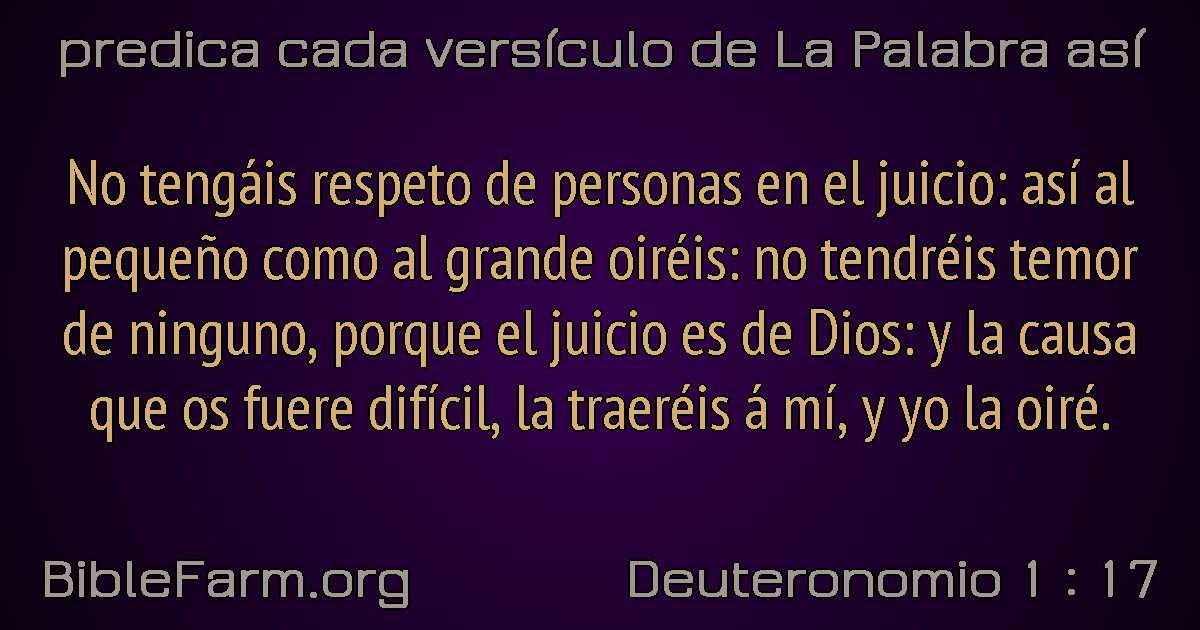 predica cada versículo de La Palabra así
No tengáis respeto de personas en el juicio: así al
pequeño como al grande oiréis: no tendréis temor
de ninguno, porque el juicio es de Dios: y la causa
que os fuere difícil, la traeréis á mí, y yo la oiré.
BibleFarm.org
Deuteronomio 1 : 17